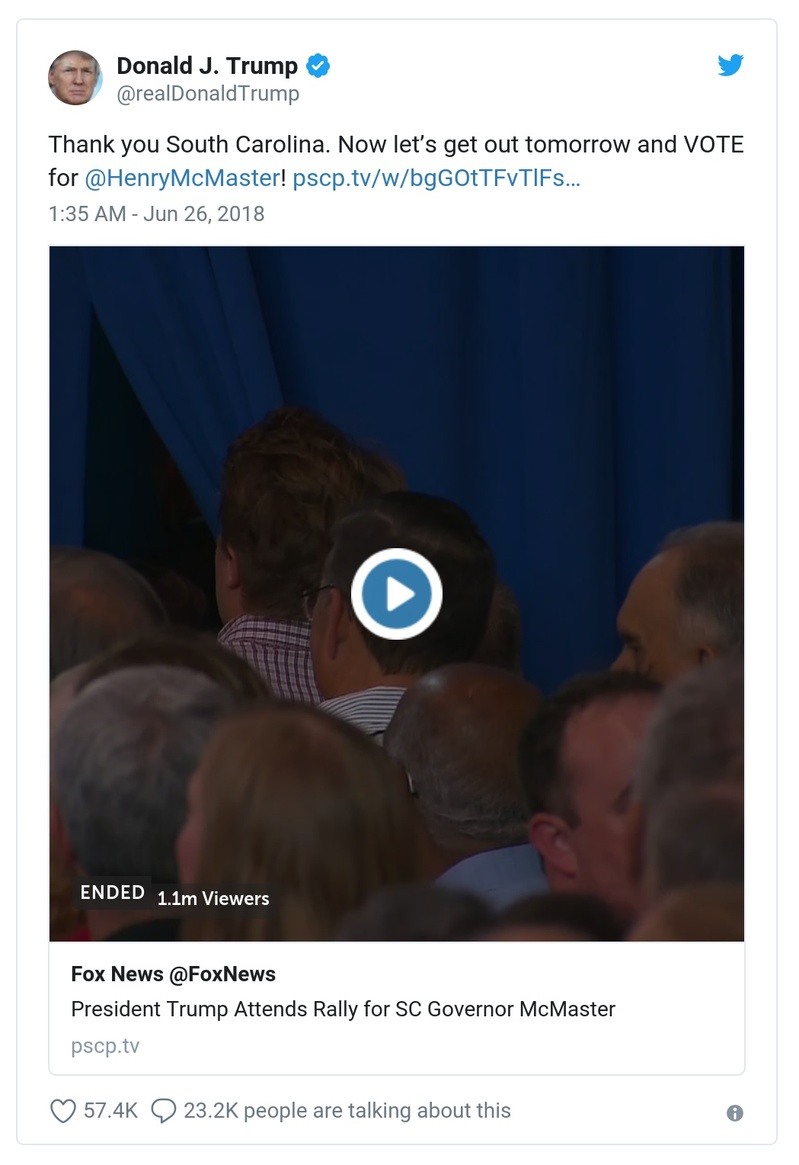 Donald J. Trump
@realDonaldTrump
Thank you South Carolina. Now let’s get out tomorrow and VOTE
for @HenryMcMaster! pscp.tv/w/bgGOtTFvTlFs…
1:35 AM - Jun 26, 2018
ENDED 1.1m Viewers
Fox News @FoxNews
President Trump Attends Rally for SC Governor McMaster
pscp.tv
57.4K 23.2K people are talking about this